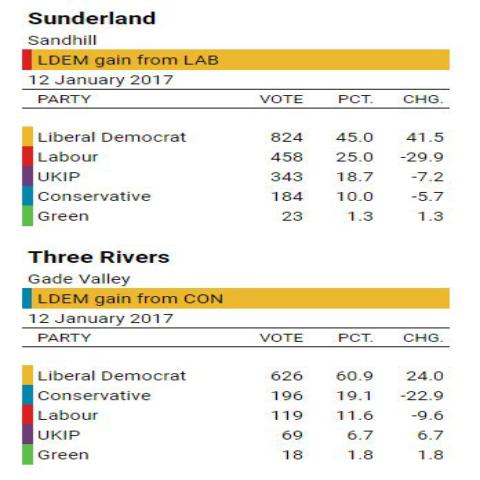 Sunderland
Sandhill
LDEM gain from LAB
12 January 2017
PARTY VOTE PCT. CHG.
Liberal Democrat 824 45.0 41.5
Labour 458 25.0 -29.9
UKIP 343 18.7 -7.2
Conservative 184 10.0 -5.7
Green 23 1.3 1.3
Three Rivers
Gade Valley
LDEM gain from CON
12 January 2017
PARTY VOTE PCT. CHG.
Liberal Democrat 626 60.9 24.0
Conservative 196 19.1 -22.9
Labour 119 11.6 -9.6
UKIP 69 6.7 6.7
Green 18 1.8 1.8